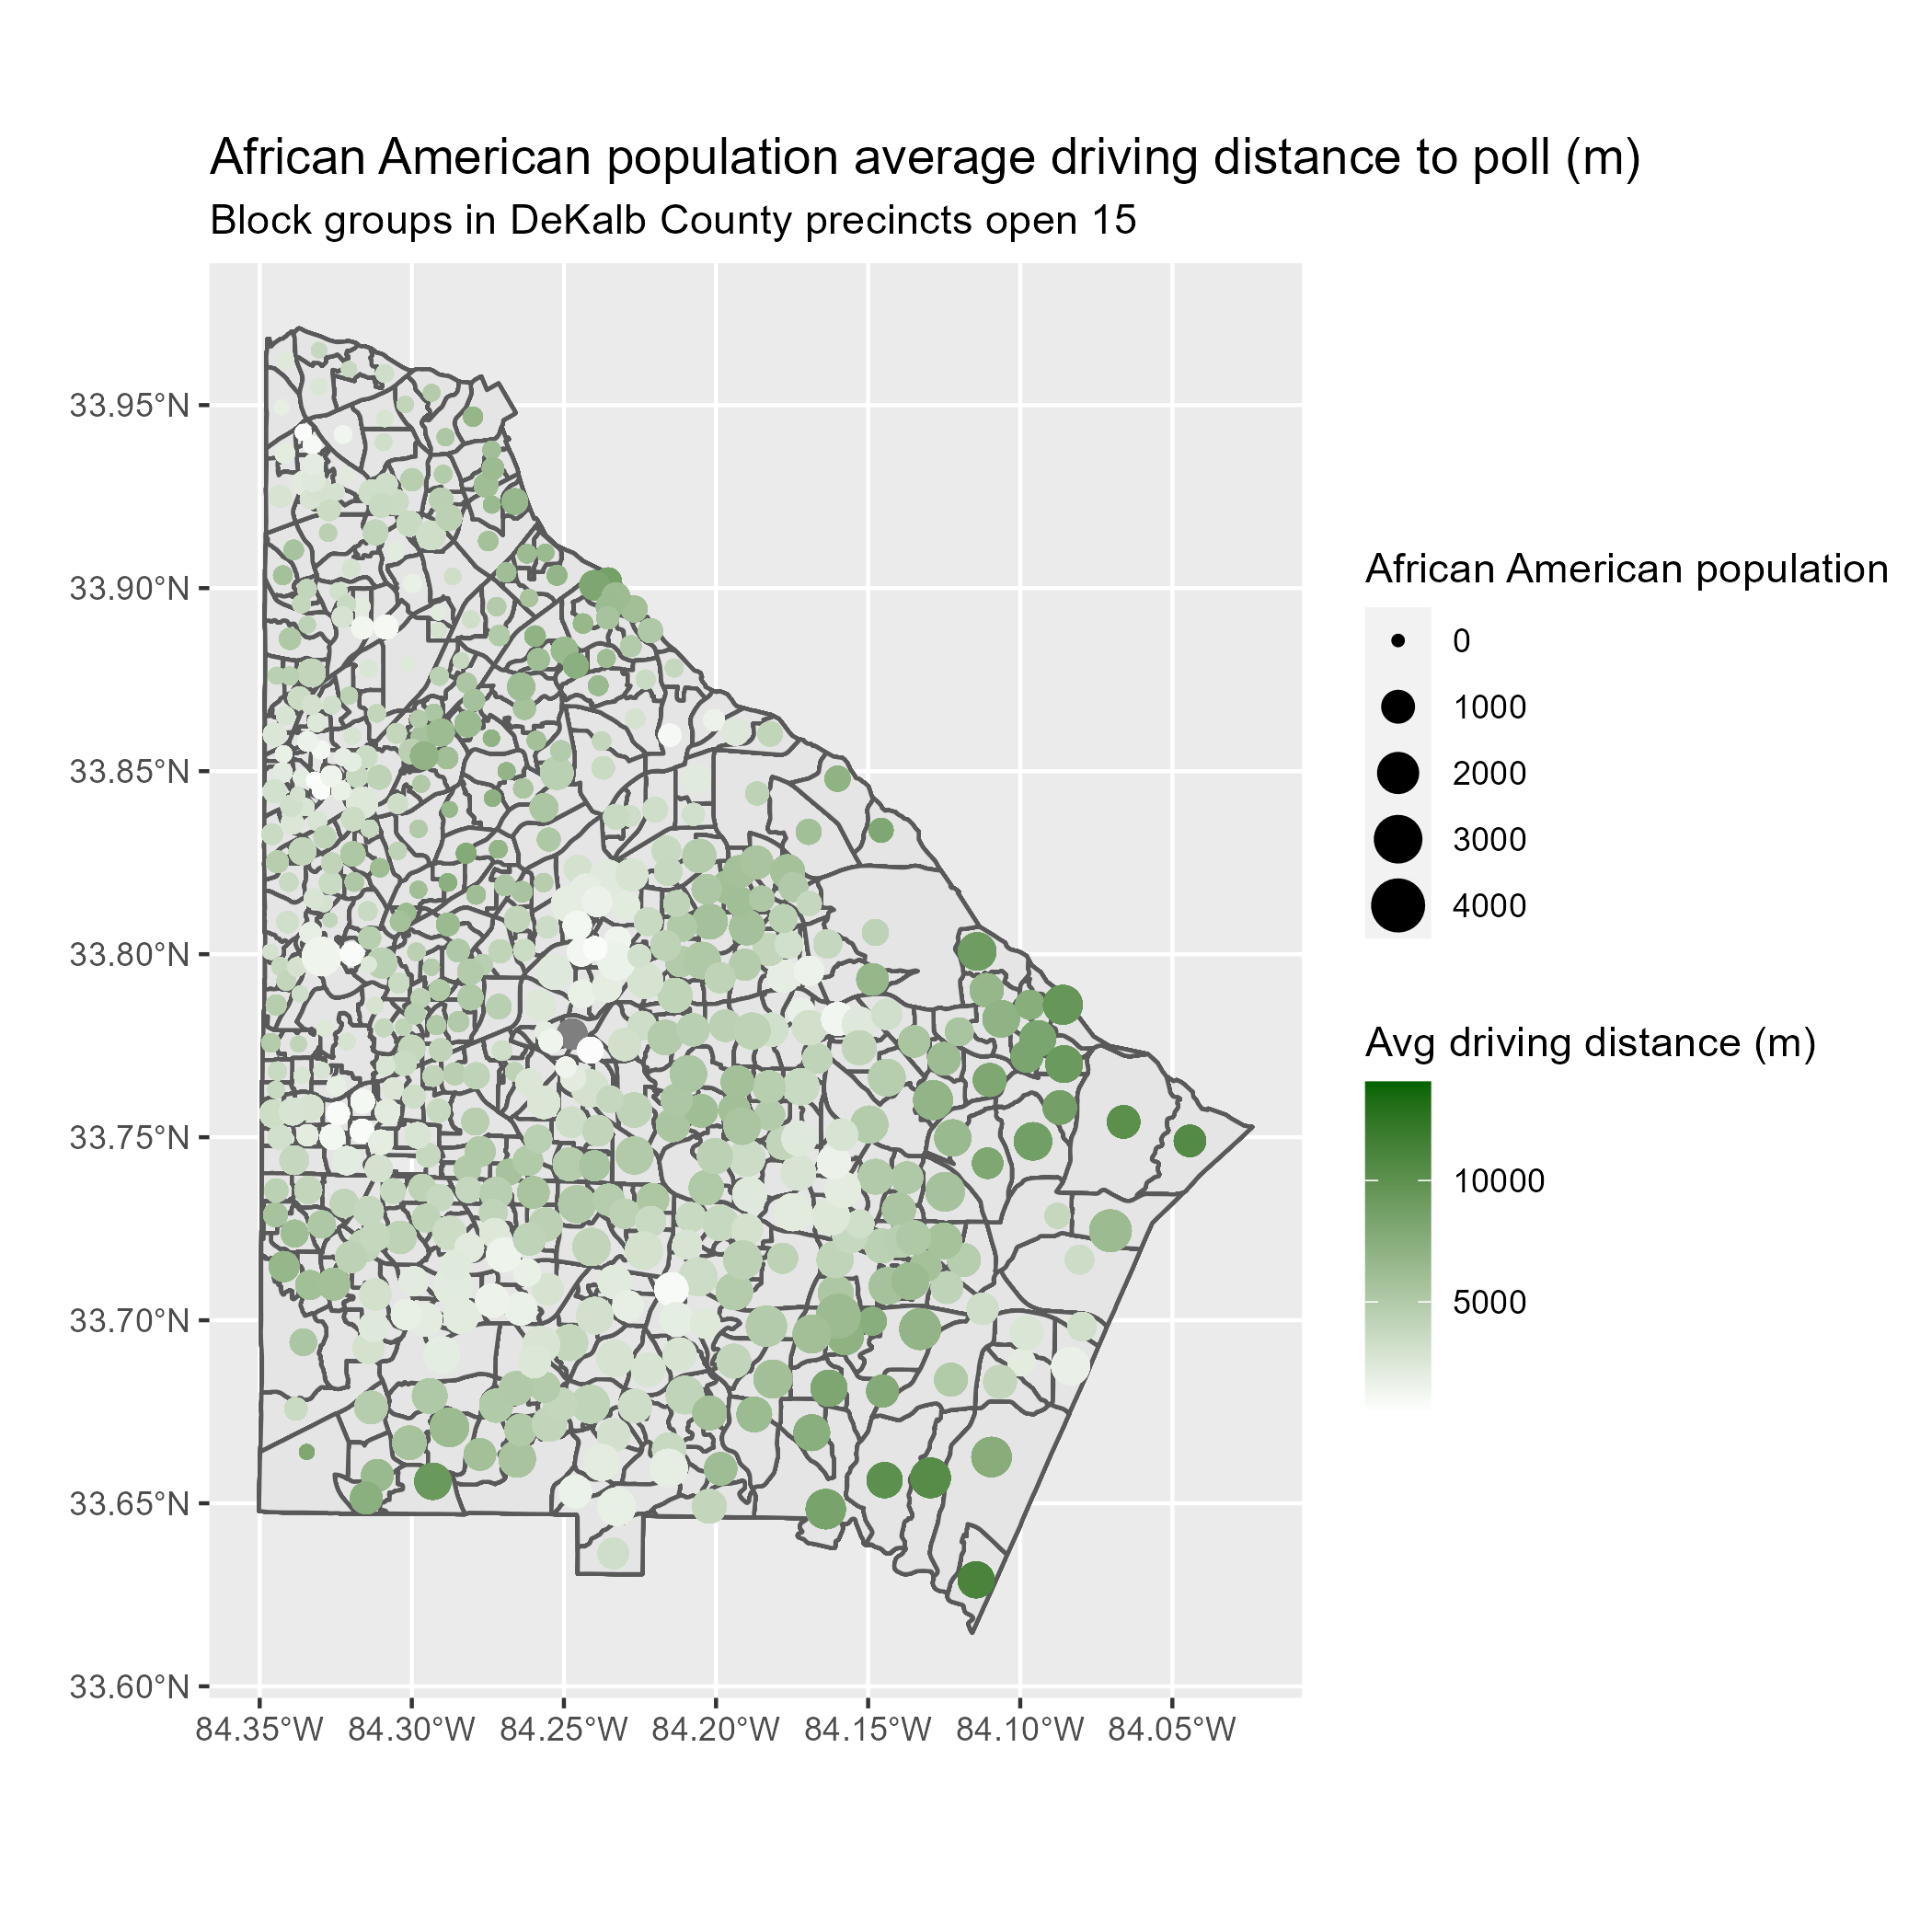 African American population average driving distance to poll (m)
Block groups in DeKalb County precincts open 15
33.95°N
33.90°N
33.85°N
33.80°N
33.75°N
33.70°N
33.65°N
33.60°N
84.35°W 84.30°W 84.25°W 84.20°W 84.15°W 84.10°W 84.05°W
African American population
0
1000
2000
3000
4000
Avg driving distance (m)
10000
5000